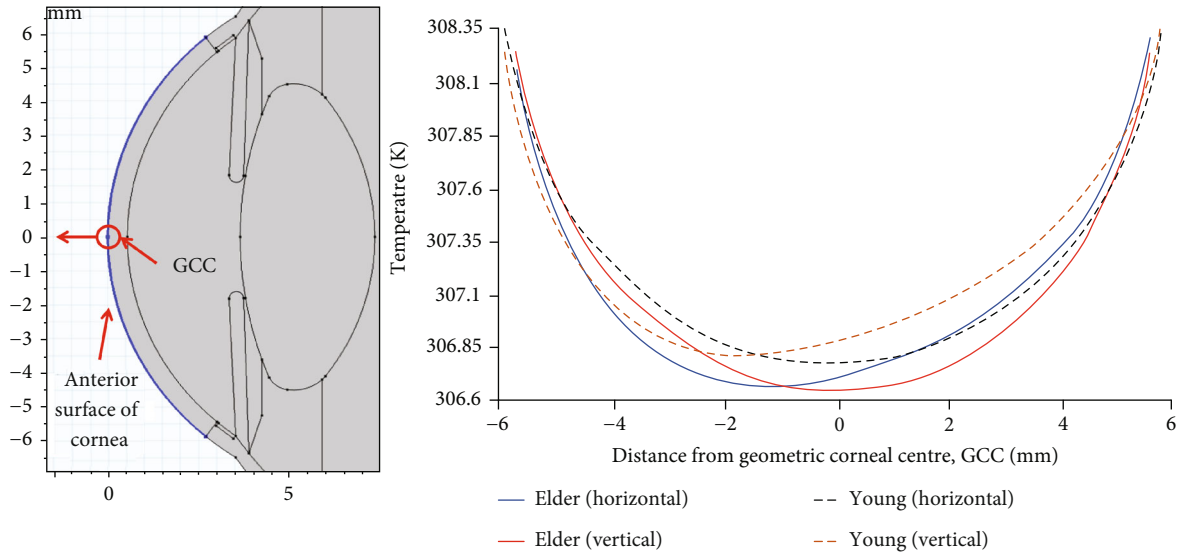 mm
6
5
4
3
2
1
0
−1
−2
−3
−4
−5
−6
0
5
GCC
Anterior
surface of
cornea
308.35
308.1
307.85
307.6
307.35
307.1
306.85
306.6
Temperatre (K)
−6
−4
−2
0
2
4
6
Distance from geometric corneal centre, GCC (mm)
Elder (horizontal)
Young (horizontal)
Elder (vertical)
Young (vertical)